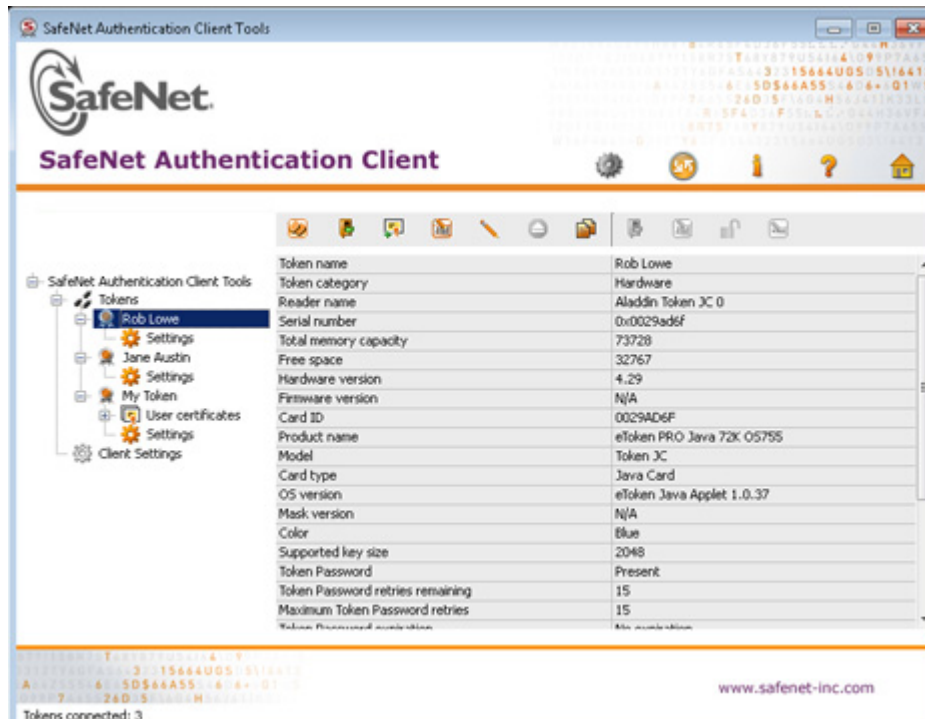 SafeNet Authentication Client Tools
SafeNet.
SafeNet Authentication Client
SafeNet Authentication Client Tools
Tokens
Rob Lowe
Settings
Jane Austin
Settings
My Token
User certificates
Settings
Client Settings
Token name Rob Lowe
Token category Hardware
Reader name Aladdin Token JC 0
Serial number 0x0029ad6f
Total memory capacity 73728
Free space 32767
Hardware version 4.29
Firmware version N/A
Card ID 0029AD6F
Product name eToken PRO Java 72K OS755
Model Token JC
Card type Java Card
OS version eToken Java Applet 1.0.37
Mask version N/A
Color Blue
Supported key size 2048
Token Password Present
Token Password retries remaining 15
Maximum Token Password retries 15
Token Password expiration No expiration
www.safenet-inc.com
Tokens connected: 3